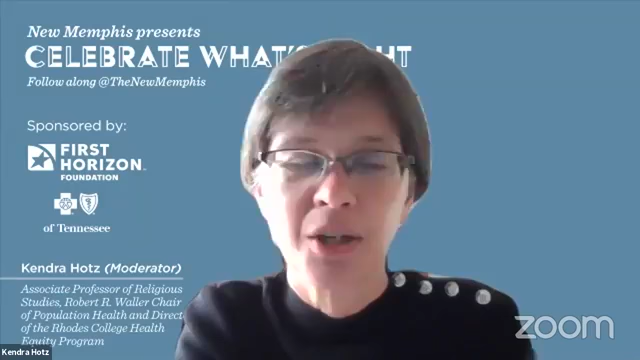 New Memphis presents
CELEBRATE WHAT'S HT
Follow along @TheNewMemphis
Sponsored by:
FIRST
HORIZON
FOUNDATION
of Tennessee
Kendra Hotz (Moderator)
Associate Professor of Religious
Studies, Robert R. Waller Chair
of Population Health and Direct
of the Rhodes College Health
Equity Program
Kendra Hotz
zoom